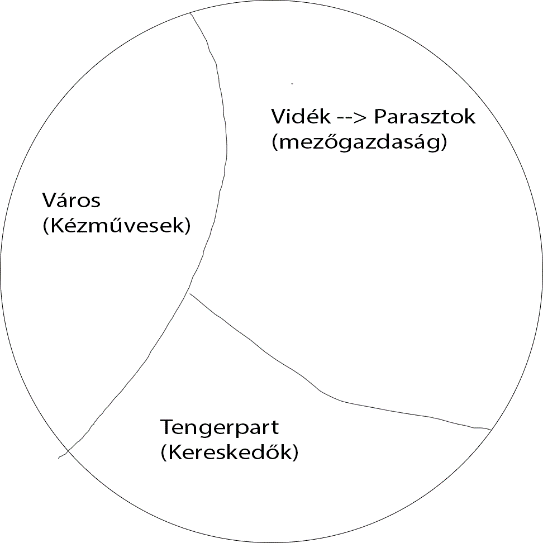 Vidék --> Parasztok
(mezőgazdaság)
Város
(Kézművesek)
Tengerpart
(Kereskedők)